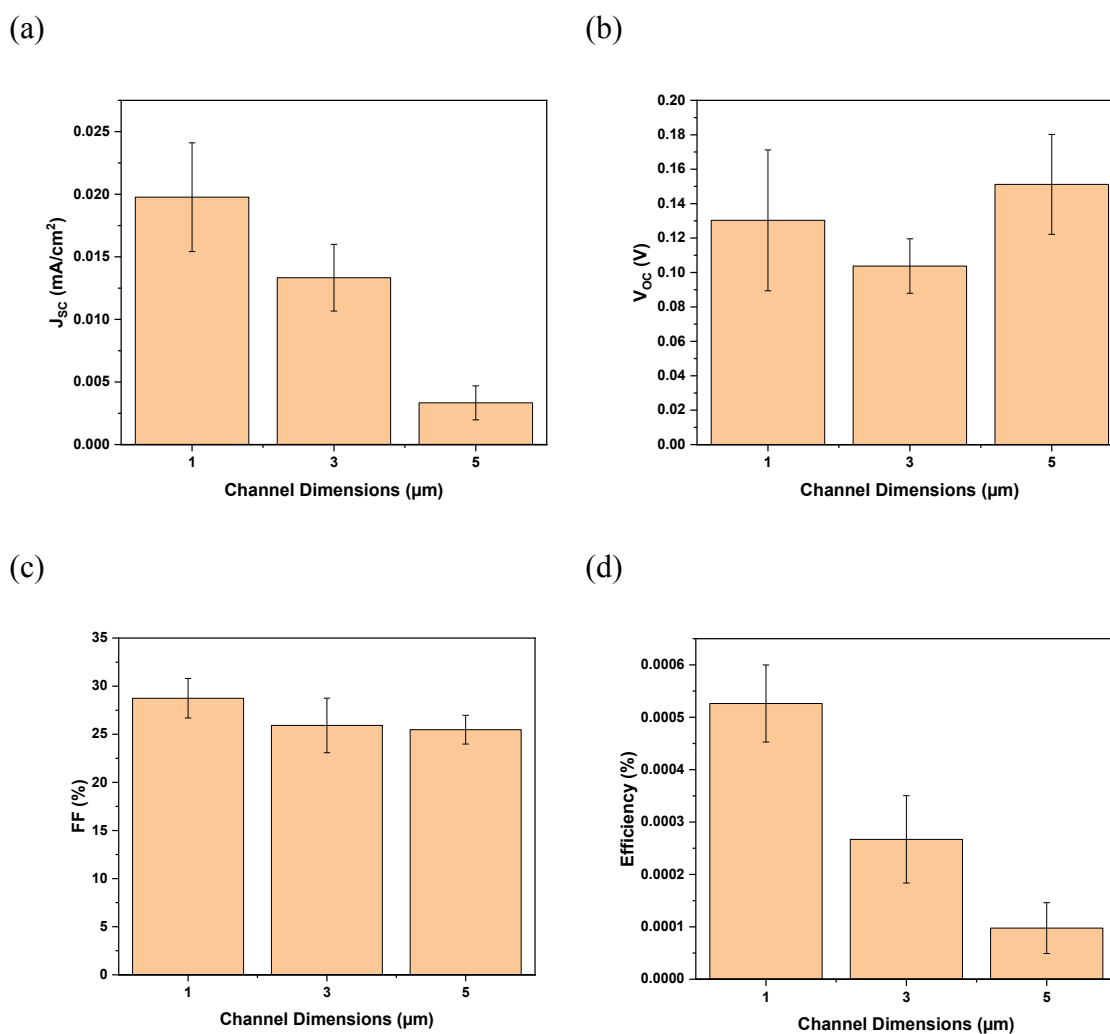 (a)
(b)
0.025
0.020
0.015
0.010
0.005
0.000
J_SC (mA/cm²)
1 3 5
Channel Dimensions (µm)
0.20
0.18
0.16
0.14
0.12
0.10
0.08
0.06
0.04
0.02
0.00
V_OC (V)
1 3 5
Channel Dimensions (µm)
(c)
(d)
35
30
25
20
15
10
5
0
FF (%)
1 3 5
Channel Dimensions (µm)
0.0006
0.0005
0.0004
0.0003
0.0002
0.0001
0.0000
Efficiency (%)
1 3 5
Channel Dimensions (µm)